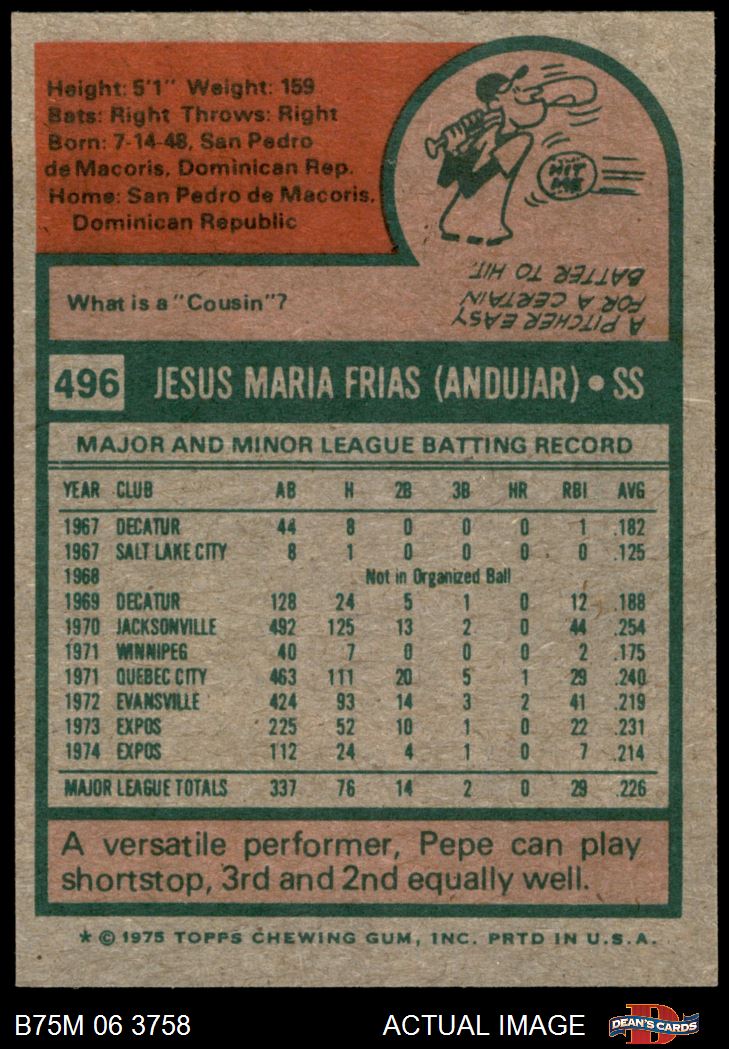 Height: 5'1" Weight: 159
Bats: Right Throws: Right
Born: 7-14-48, San Pedro
de Macoris, Dominican Rep.
Home: San Pedro de Macoris,
Dominican Republic
HIT
ME
What is a "Cousin"?
A PITCHER EASY
FOR A CERTAIN
BATTER TO HIT.
496 JESUS MARIA FRIAS (ANDUJAR) • SS
MAJOR AND MINOR LEAGUE BATTING RECORD
YEAR CLUB AB H 2B 3B HR RBI AVG
1967 DECATUR 44 8 0 0 0 1 .182
1967 SALT LAKE CITY 8 1 0 0 0 0 .125
1968 Not in Organized Ball
1969 DECATUR 128 24 5 1 0 12 .188
1970 JACKSONVILLE 492 125 13 2 0 44 .254
1971 WINNIPEG 40 7 0 0 0 2 .175
1971 QUEBEC CITY 463 111 20 5 1 29 .240
1972 EVANSVILLE 424 93 14 3 2 41 .219
1973 EXPOS 225 52 10 1 0 22 .231
1974 EXPOS 112 24 4 1 0 7 .214
MAJOR LEAGUE TOTALS 337 76 14 2 0 29 .226
A versatile performer, Pepe can play
shortstop, 3rd and 2nd equally well.
* © 1975 TOPPS CHEWING GUM, INC. PRTD IN U.S.A.
B75M 06 3758 ACTUAL IMAGE DEAN'S CARDS